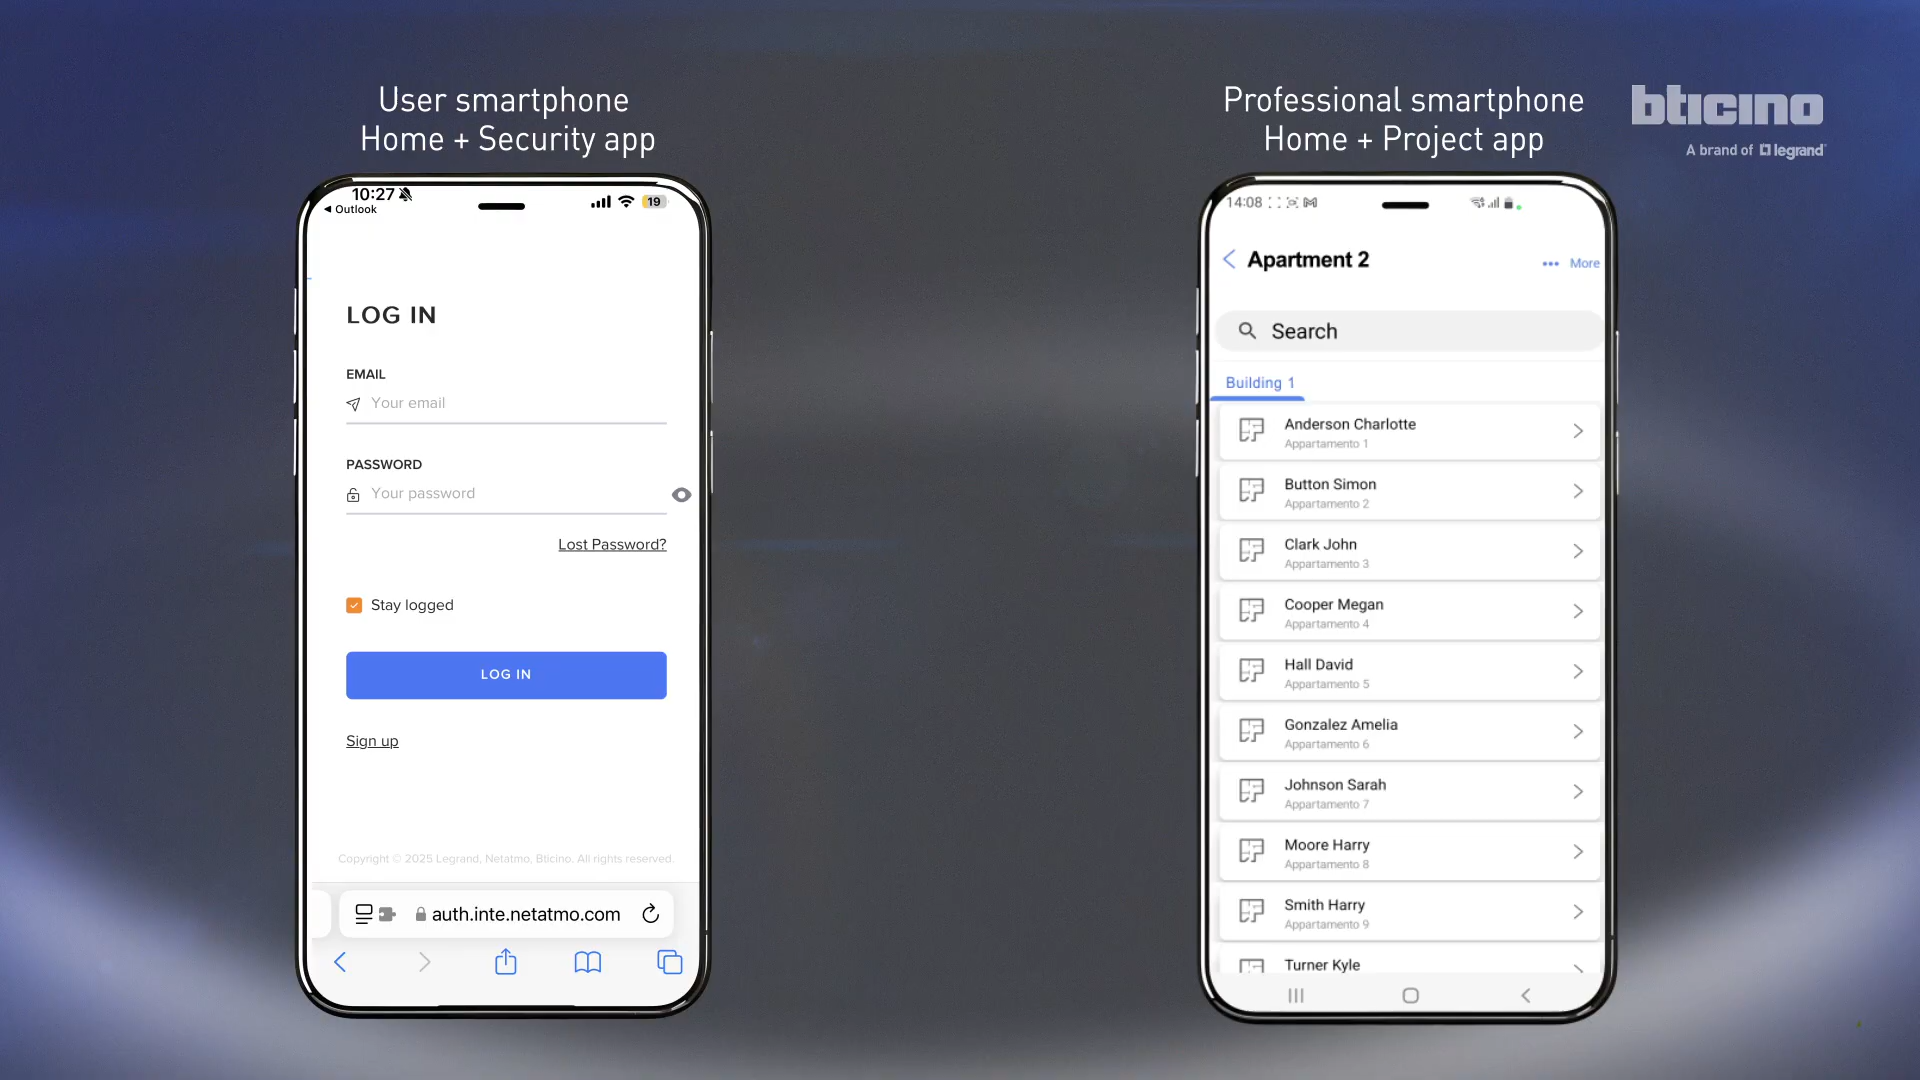 User smartphone
Home + Security app
10:27
Outlook
19
LOG IN
EMAIL
Your email
PASSWORD
Your password
Lost Password?
Stay logged
LOG IN
Sign up
Copyright © 2025 Legrand, Netatmo, Bticino. All rights reserved.
auth.inte.netatmo.com
Professional smartphone
Home + Project app
14:08
Apartment 2
More
Search
Building 1
Anderson Charlotte
Appartamento 1
Button Simon
Appartamento 2
Clark John
Appartamento 3
Cooper Megan
Appartamento 4
Hall David
Appartamento 5
Gonzalez Amelia
Appartamento 6
Johnson Sarah
Appartamento 7
Moore Harry
Appartamento 8
Smith Harry
Appartamento 9
Turner Kyle
bticino
A brand of legrand